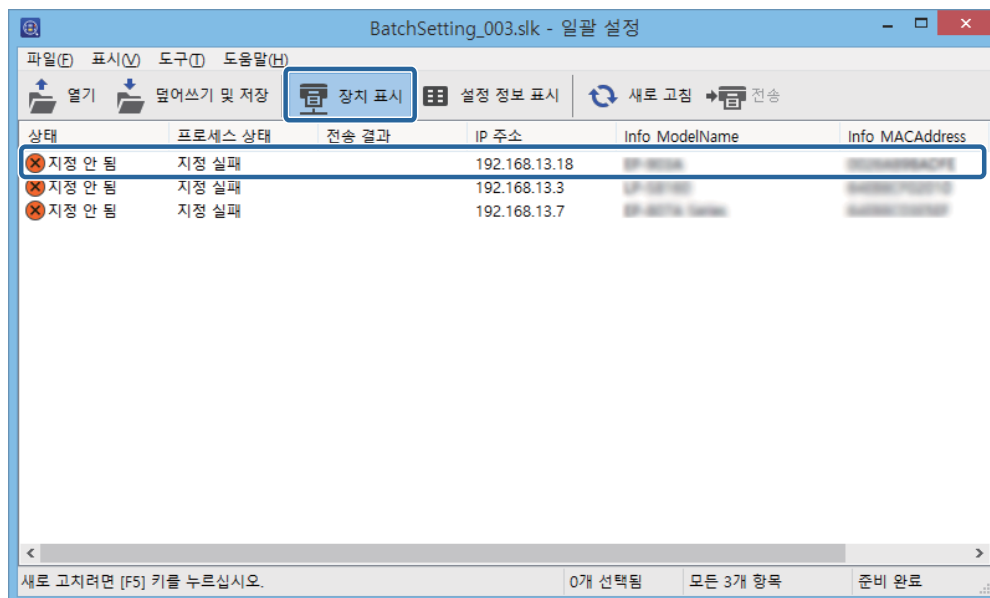 BatchSetting_003.slk - 일괄 설정
파일(F) 표시(V) 도구(T) 도움말(H)
열기 덮어쓰기 및 저장 장치 표시 설정 정보 표시 새로 고침 전송
상태 프로세스 상태 전송 결과 IP 주소 Info ModelName Info MACAddress
지정 안 됨 지정 실패 192.168.13.18
지정 안 됨 지정 실패 192.168.13.3
지정 안 됨 지정 실패 192.168.13.7
새로 고치려면 [F5] 키를 누르십시오. 0개 선택됨 모든 3개 항목 준비 완료